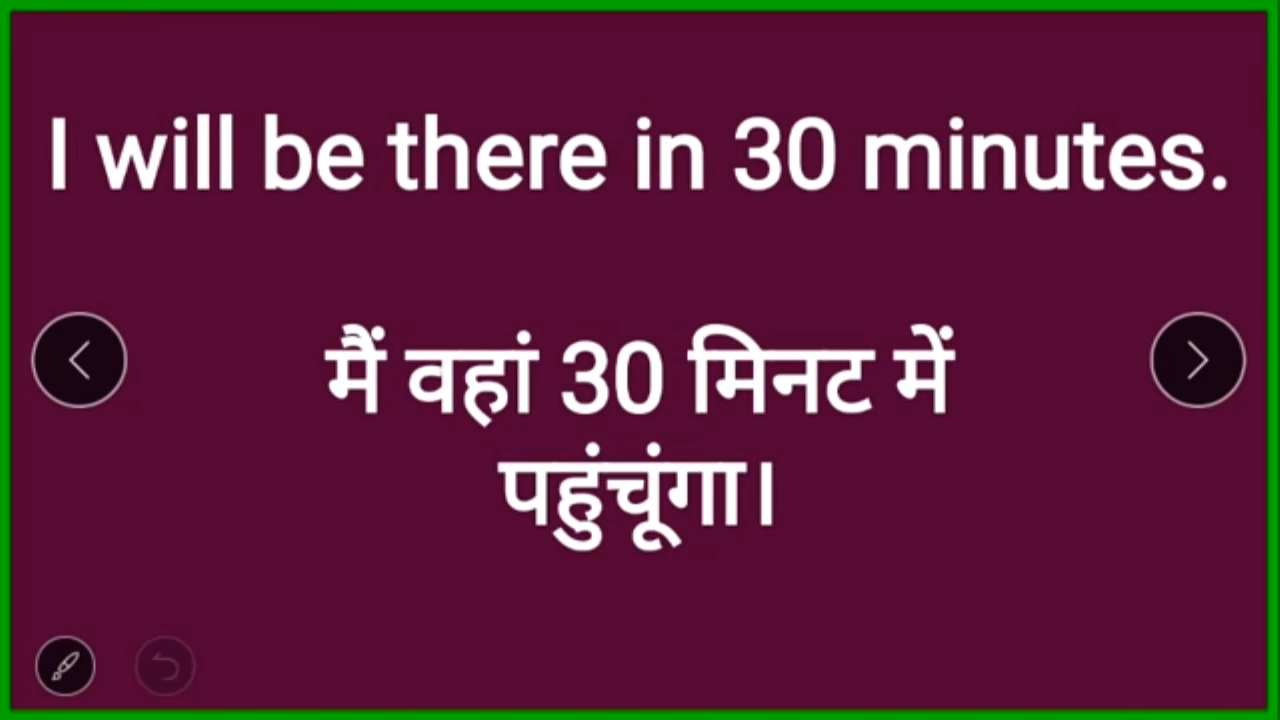 I will be there in 30 minutes.
मैं वहां 30 मिनट में
पहुंचूंगा।